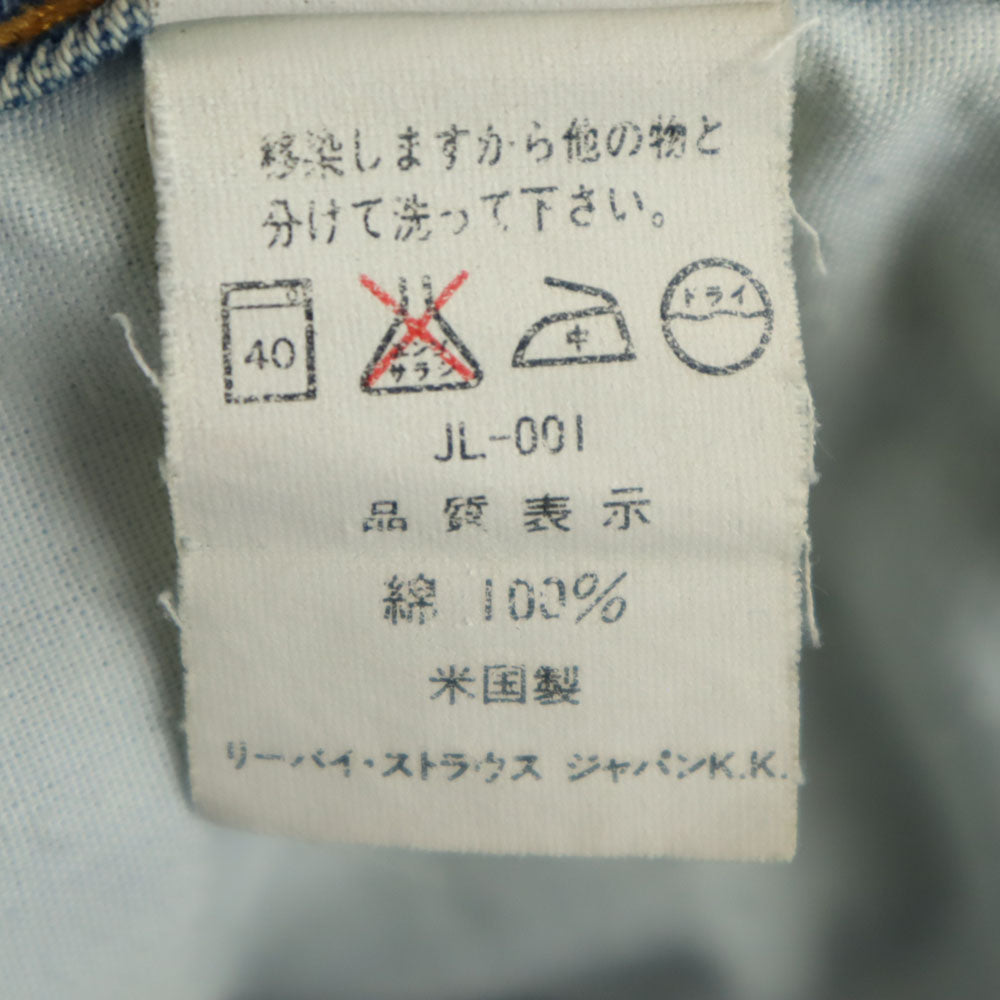 移染しますから他の物と
分けて洗って下さい。
40 エンソ サラシ 中 ドライ
JL-001
品質表示
綿 100%
米国製
リーバイ・ストラウス ジャパンK.K.